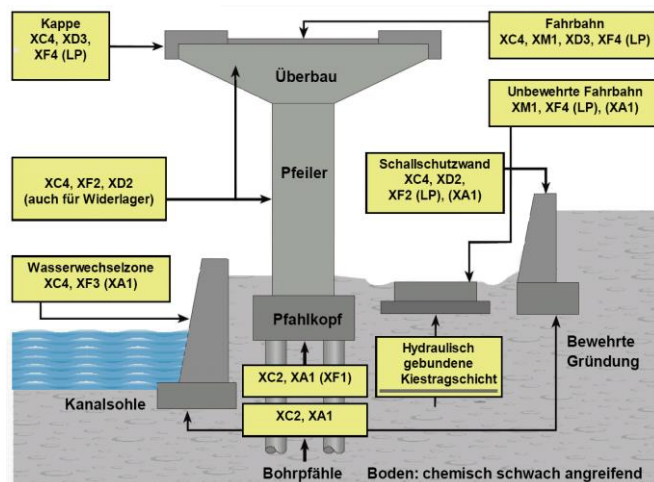 Kappe
XC4, XD3,
XF4 (LP)
Fahrbahn
XC4, XM1, XD3, XF4 (LP)
Überbau
Unbewehrte Fahrbahn
XM1, XF4 (LP), (XA1)
Pfeiler
Schallschutzwand
XC4, XD2,
XF2 (LP), (XA1)
XC4, XF2, XD2
(auch für Widerlager)
Wasserwechselzone
XC4, XF3 (XA1)
Pfahlkopf
Hydraulisch
gebundene
Kiestragschicht
Bewehrte
Gründung
XC2, XA1 (XF1)
Kanalsohle
XC2, XA1
Bohrpfähle
Boden: chemisch schwach angreifend